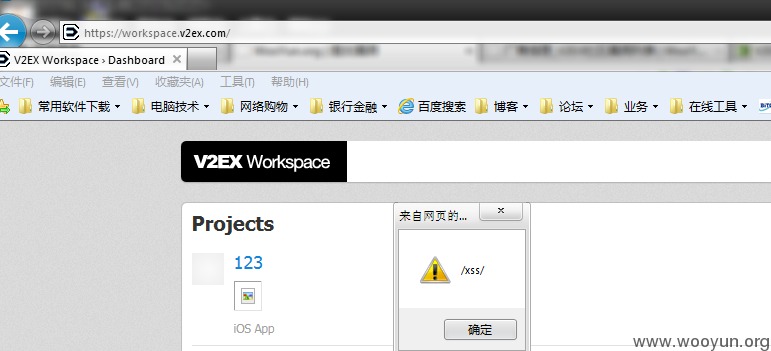 https://workspace.v2ex.com/
V2EX Workspace › Dashboard
文件(F) 编辑(E) 查看(V) 收藏夹(A) 工具(T) 帮助(H)
常用软件下载 电脑技术 网络购物 银行金融 百度搜索 博客 论坛 业务 在线工具
V2EX Workspace
Projects
来自网页的...
123
/xss/
iOS App
确定
www.wooyun.org